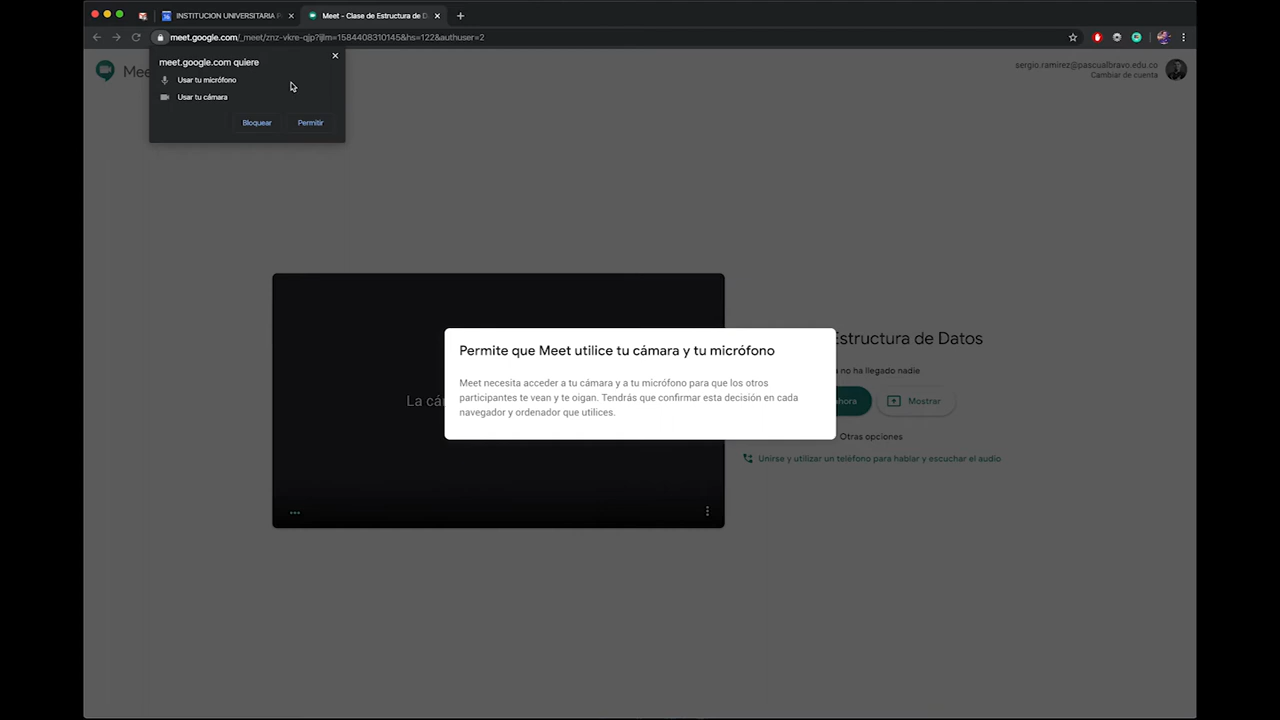 INSTITUCION UNIVERSITARIA P
Meet - Clase de Estructura de D
meet.google.com/_meet/znz-vkre-qjp?ijlm=1584408310145&hs=122&authuser=2
meet.google.com quiere
Usar tu micrófono
Usar tu cámara
Bloquear
Permitir
Mee
sergio.ramirez@pascualbravo.edu.co
Cambiar de cuenta
Permite que Meet utilice tu cámara y tu micrófono
Meet necesita acceder a tu cámara y a tu micrófono para que los otros
participantes te vean y te oigan. Tendrás que confirmar esta decisión en cada
navegador y ordenador que utilices.
La cá
Estructura de Datos
no ha llegado nadie
ahora
Mostrar
Otras opciones
Unirse y utilizar un teléfono para hablar y escuchar el audio